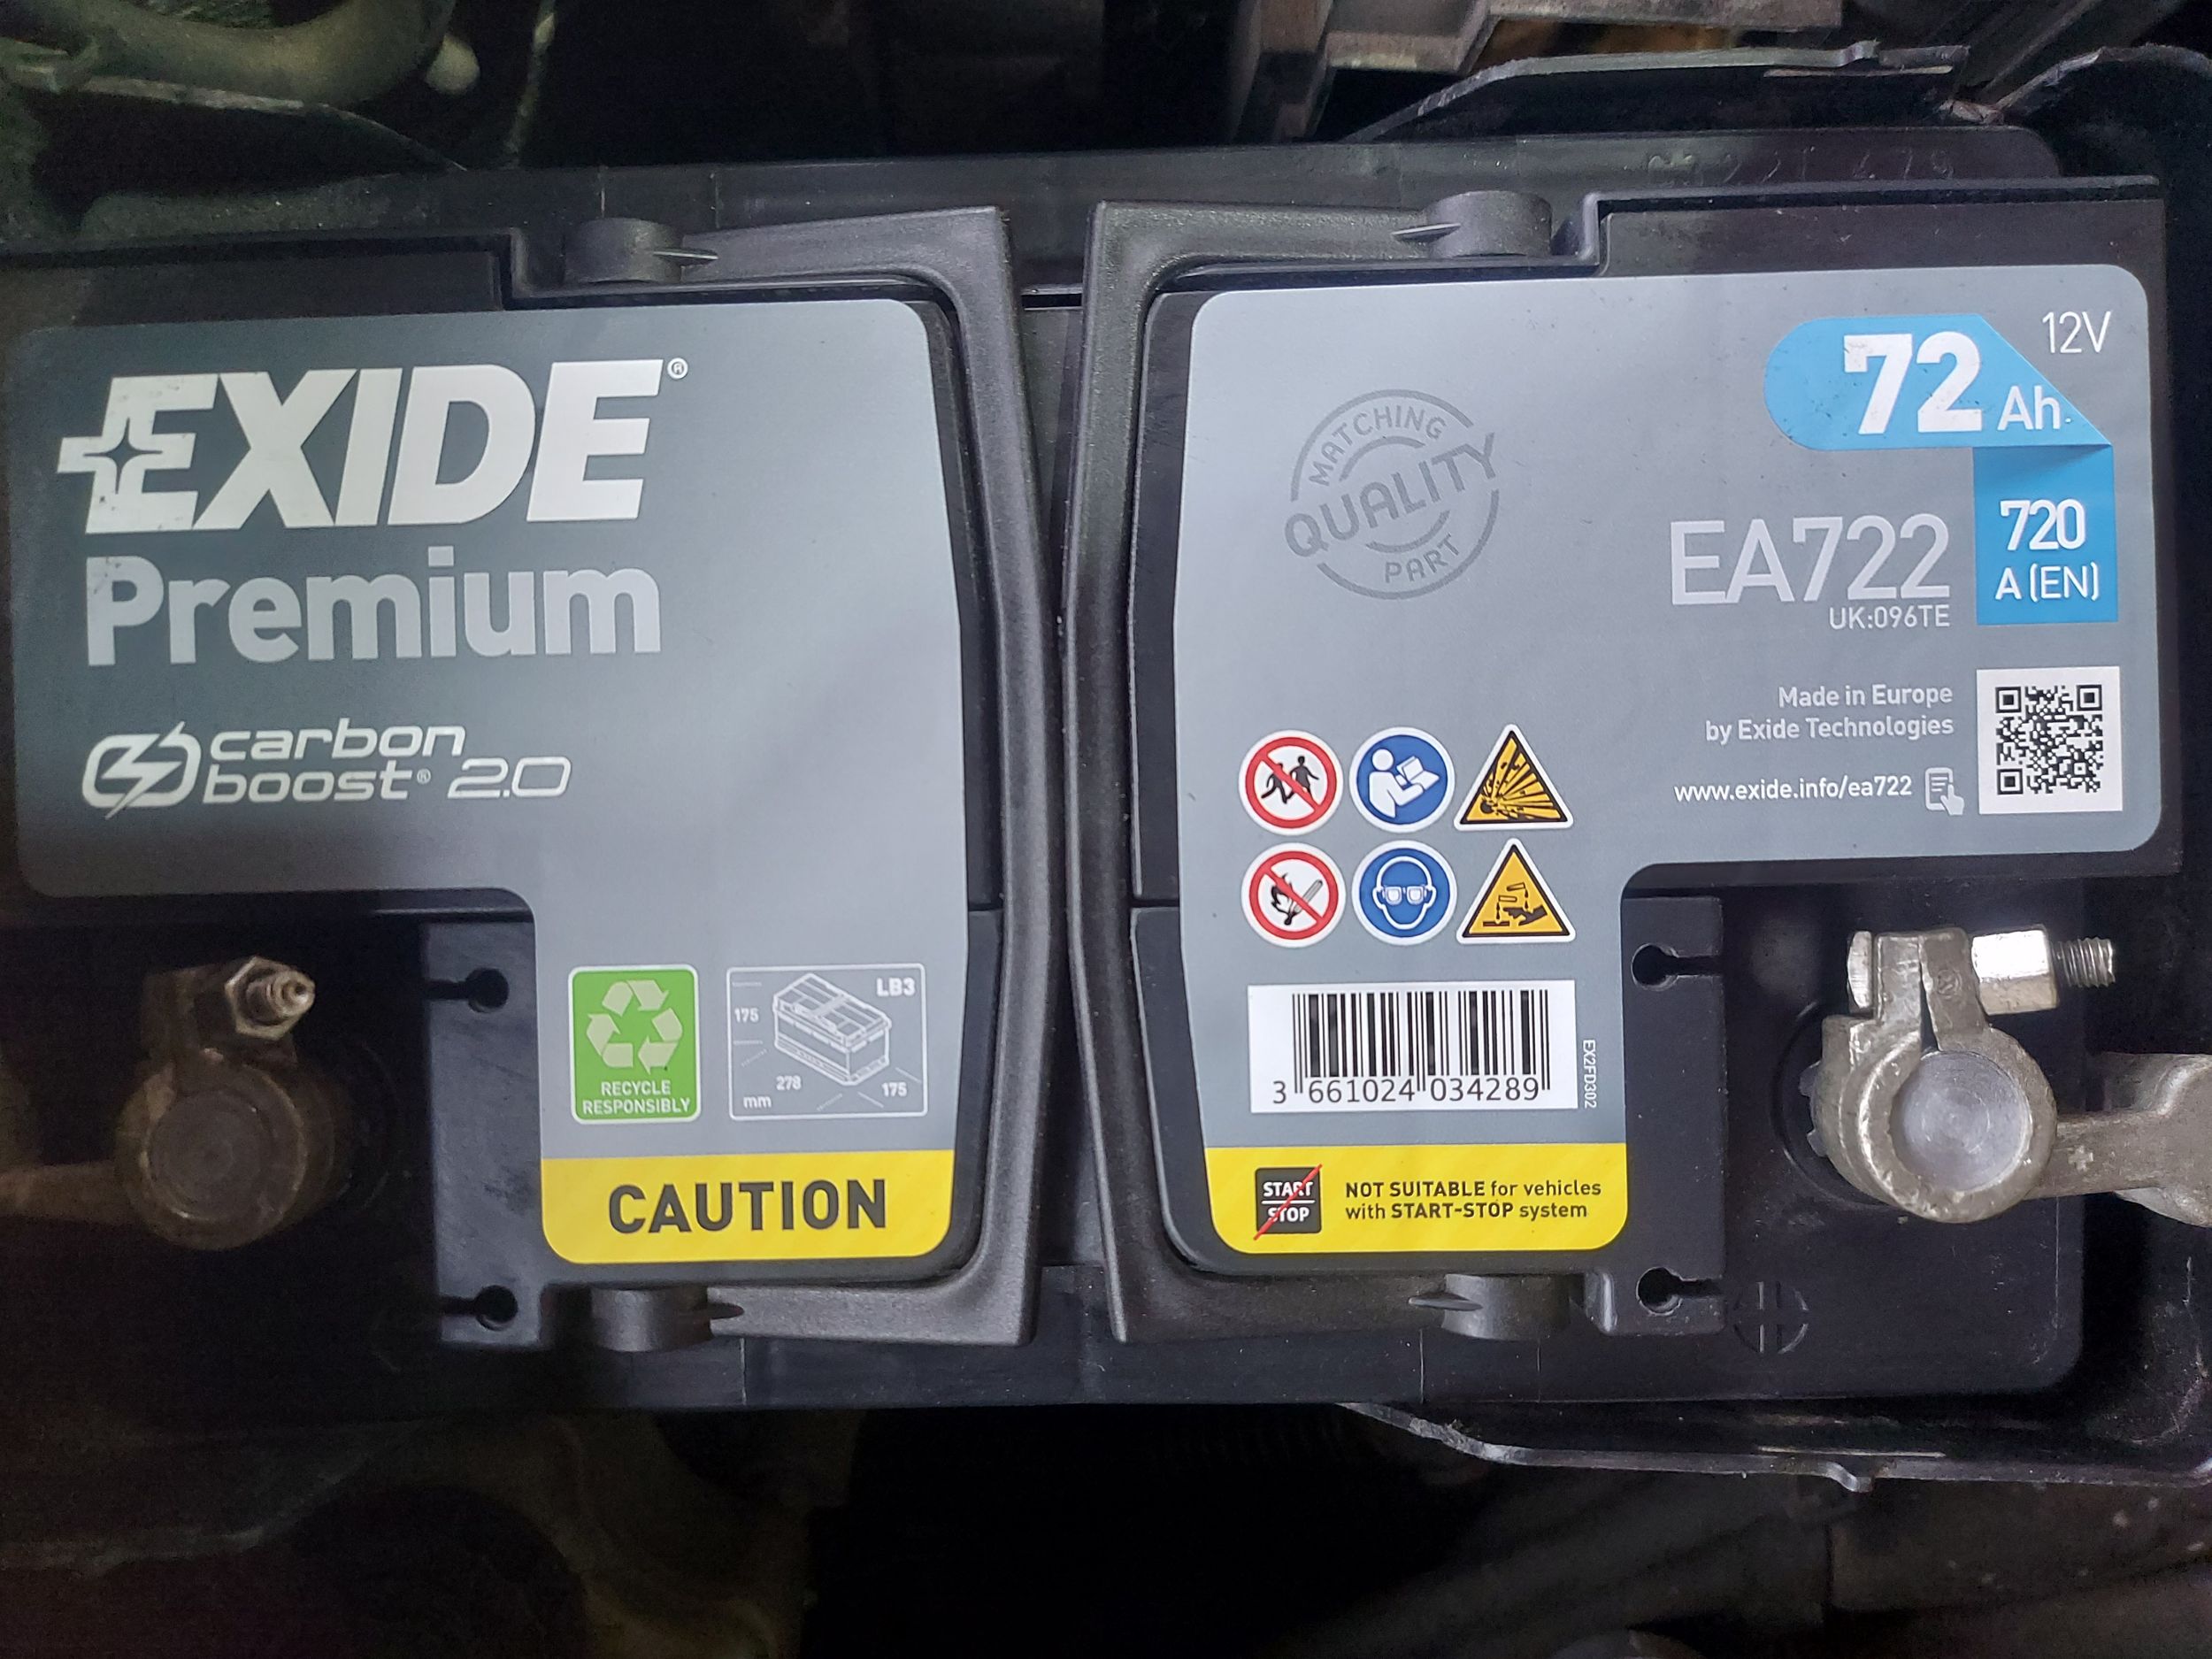 EXIDE®
Premium
carbon
boost® 2.0
RECYCLE
RESPONSIBLY
LB3
175
278
175
mm
CAUTION
MATCHING
QUALITY
PART
12V
72 Ah
720
A (EN)
EA722
UK:096TE
Made in Europe
by Exide Technologies
www.exide.info/ea722
3 661024 034289
EX2FD302
START
STOP
NOT SUITABLE for vehicles
with START-STOP system